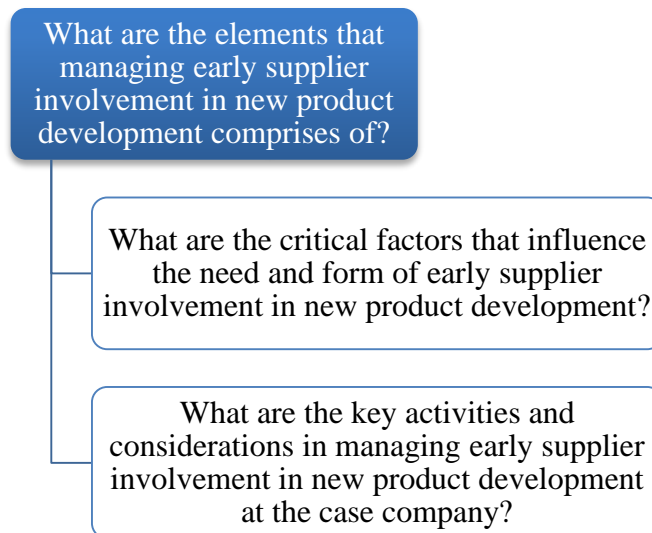 What are the elements that
managing early supplier
involvement in new product
development comprises of?
What are the critical factors that influence
the need and form of early supplier
involvement in new product development?
What are the key activities and
considerations in managing early supplier
involvement in new product development
at the case company?